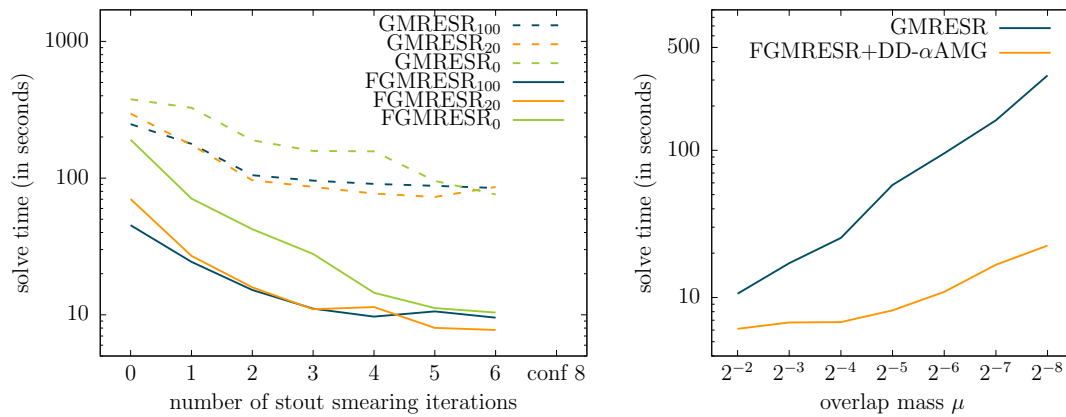 solve time (in seconds)
1000
100
10
GMRESR₁₀₀
GMRESR₂₀
GMRESR₀
FGMRESR₁₀₀
FGMRESR₂₀
FGMRESR₀
0 1 2 3 4 5 6 conf 8
number of stout smearing iterations
solve time (in seconds)
500
100
10
GMRESR
FGMRESR+DD-αAMG
2⁻² 2⁻³ 2⁻⁴ 2⁻⁵ 2⁻⁶ 2⁻⁷ 2⁻⁸
overlap mass μ